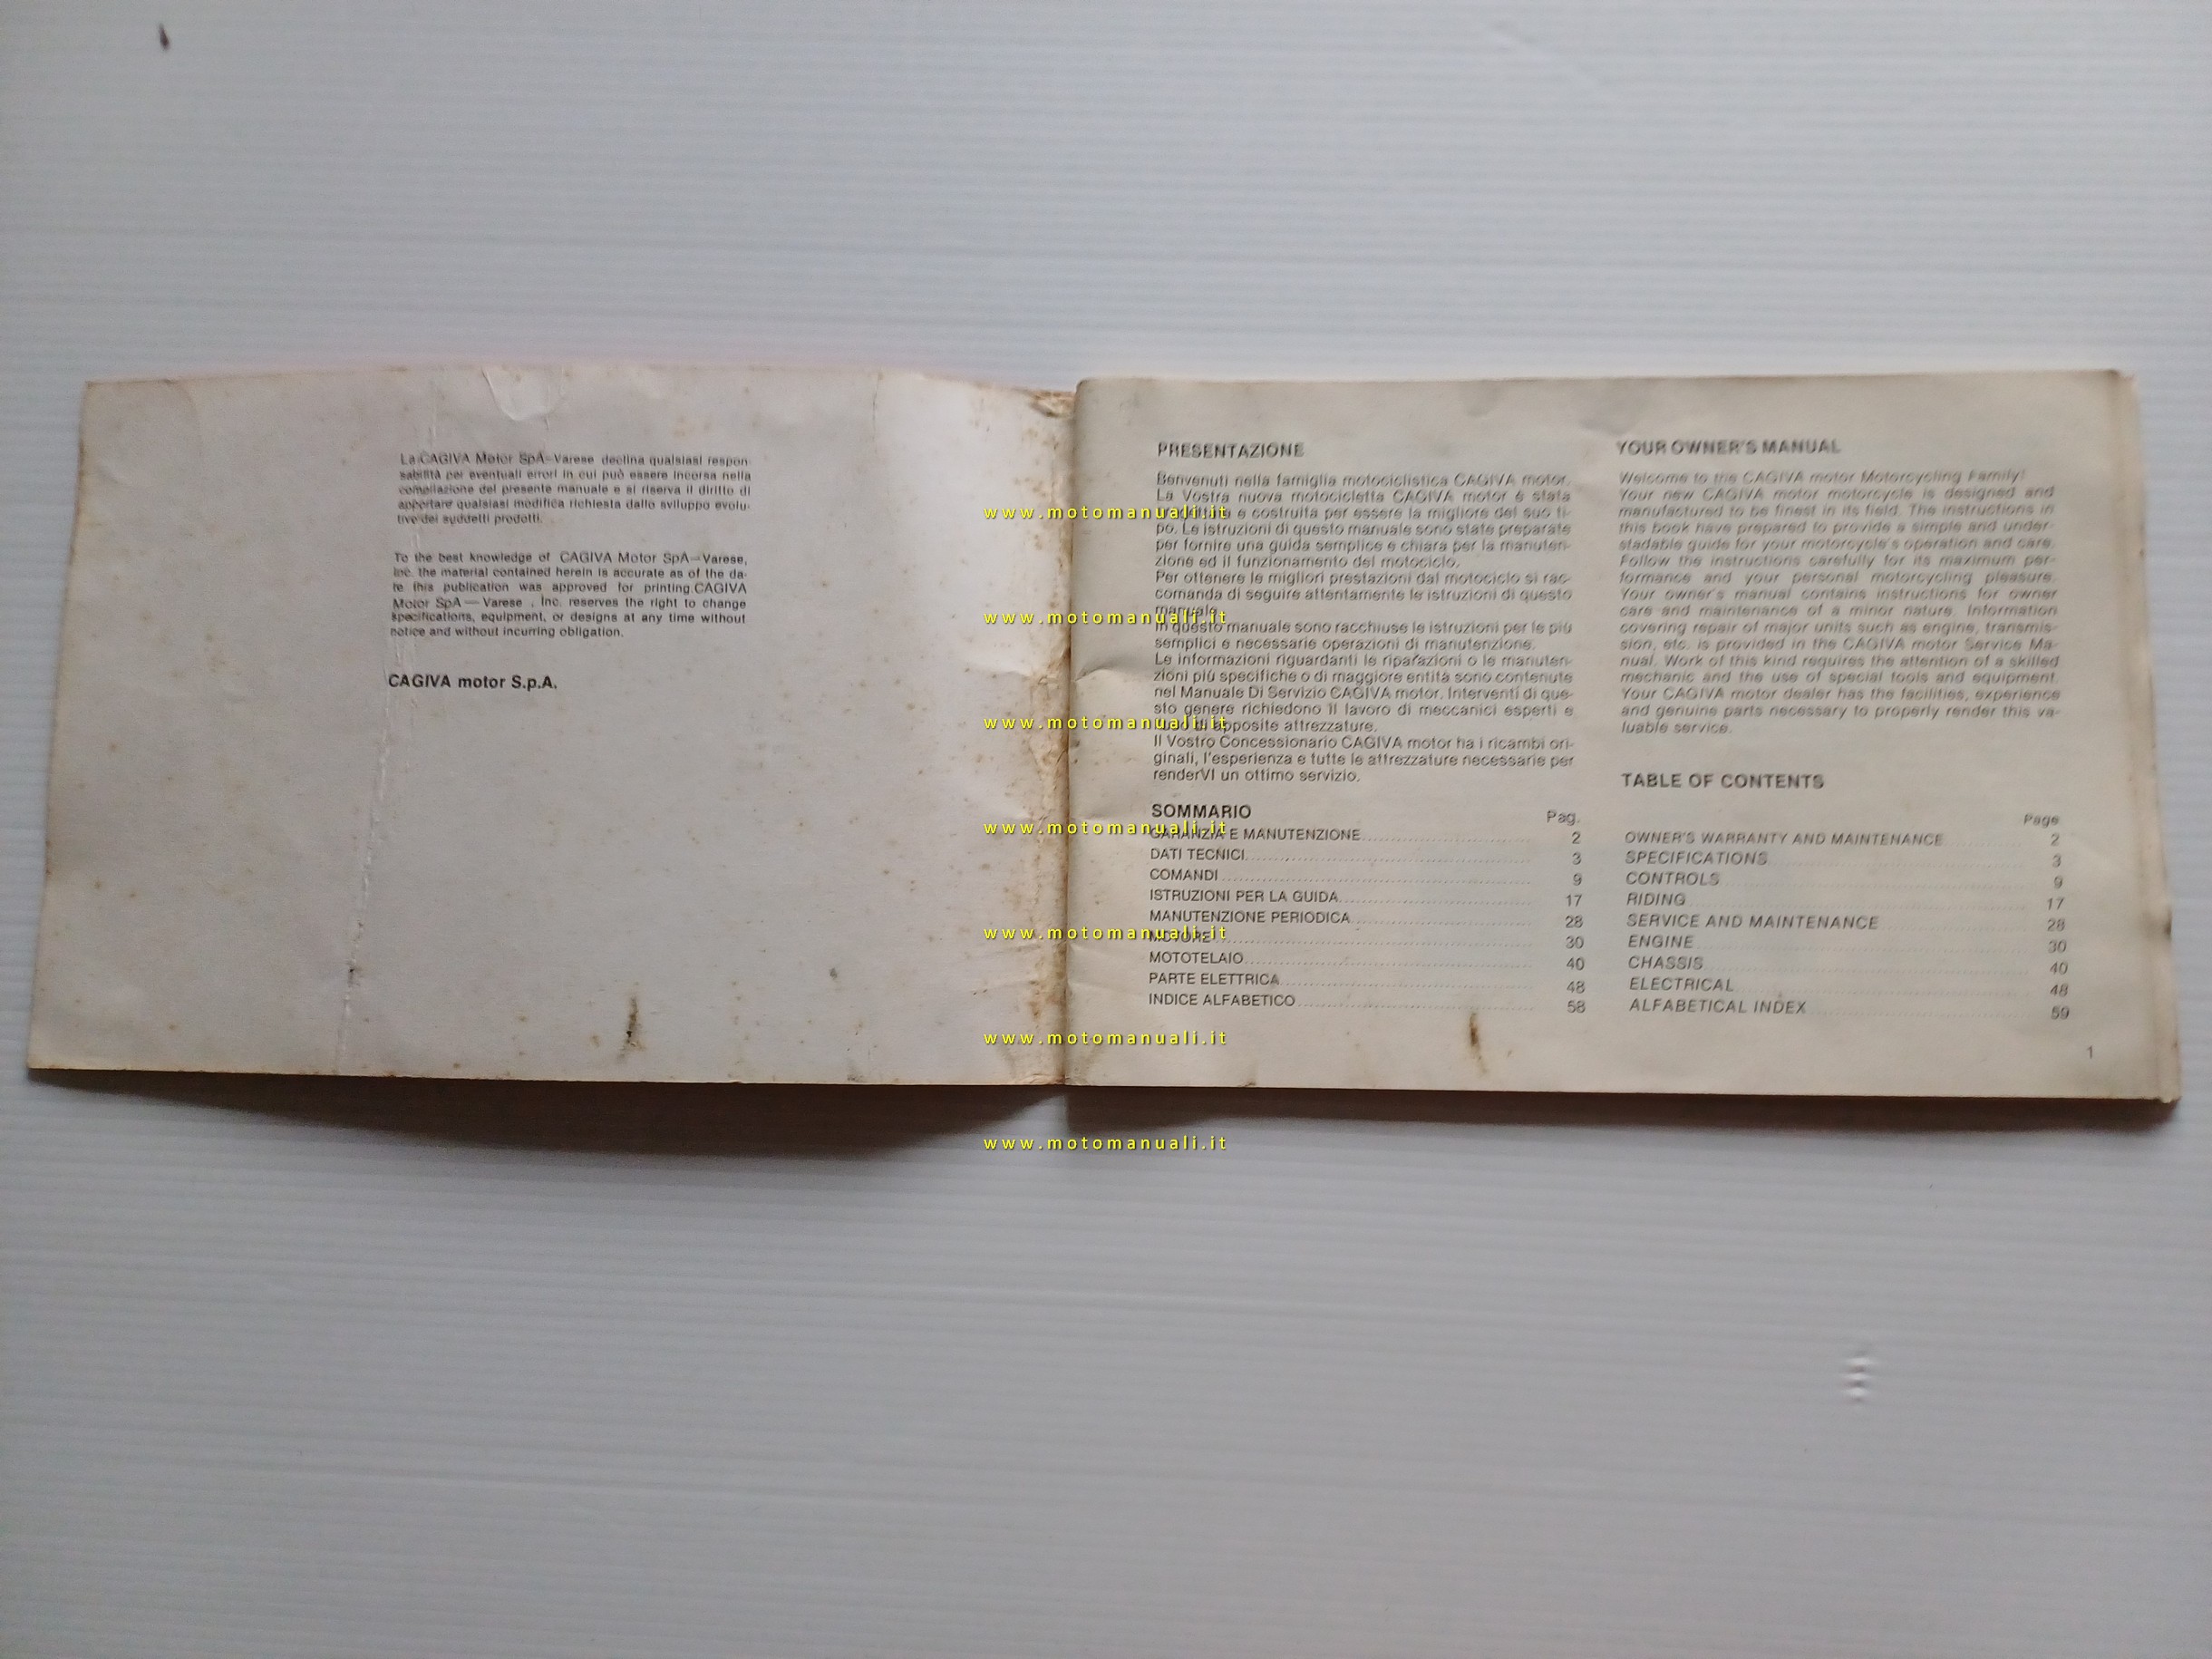 La CAGIVA Motor SpA-Varese declina qualsiasi respon-
sabilità per eventuali errori in cui può essere incorsa nella
compilazione del presente manuale e si riserva il diritto di
apportare qualsiasi modifica richiesta dallo sviluppo evolu-
tivo dei suddetti prodotti.
To the best knowledge of CAGIVA Motor SpA-Varese,
Inc. the material contained herein is accurate as of the da-
te this publication was approved for printing.CAGIVA
Motor SpA — Varese , Inc. reserves the right to change
specifications, equipment, or designs at any time without
notice and without incurring obligation.
CAGIVA motor S.p.A.
PRESENTAZIONE
Benvenuti nella famiglia motociclistica CAGIVA motor.
La Vostra nuova motocicletta CAGIVA motor è stata
e costruita per essere la migliore del suo ti-
po. Le istruzioni di questo manuale sono state preparate
per fornire una guida semplice e chiara per la manuten-
zione ed il funzionamento del motociclo.
Per ottenere le migliori prestazioni dal motociclo si rac-
comanda di seguire attentamente le istruzioni di questo
manuale.
In questo manuale sono racchiuse le istruzioni per le più
semplici e necessarie operazioni di manutenzione.
Le informazioni riguardanti le riparazioni o le manuten-
zioni più specifiche o di maggiore entità sono contenute
nel Manuale Di Servizio CAGIVA motor. Interventi di que-
sto genere richiedono il lavoro di meccanici esperti e
di apposite attrezzature.
Il Vostro Concessionario CAGIVA motor ha i ricambi ori-
ginali, l'esperienza e tutte le attrezzature necessarie per
renderVI un ottimo servizio.
SOMMARIO
Pag.
GARANZIA E MANUTENZIONE 2
DATI TECNICI 3
COMANDI 9
ISTRUZIONI PER LA GUIDA 17
MANUTENZIONE PERIODICA 28
MOTORE 30
MOTOTELAIO 40
PARTE ELETTRICA 48
INDICE ALFABETICO 58
YOUR OWNER'S MANUAL
Welcome to the CAGIVA motor Motorcycling Family!
Your new CAGIVA motor motorcycle is designed and
manufactured to be finest in its field. The instructions in
this book have prepared to provide a simple and under-
stadable guide for your motorcycle's operation and care.
Follow the instructions carefully for its maximum per-
formance and your personal motorcycling pleasure.
Your owner's manual contains instructions for owner
care and maintenance of a minor nature. Information
covering repair of major units such as engine, transmis-
sion, etc. is provided in the CAGIVA motor Service Ma-
nual. Work of this kind requires the attention of a skilled
mechanic and the use of special tools and equipment.
Your CAGIVA motor dealer has the facilities, experience
and genuine parts necessary to properly render this va-
luable service.
TABLE OF CONTENTS
Page
OWNER'S WARRANTY AND MAINTENANCE 2
SPECIFICATIONS 3
CONTROLS 9
RIDING 17
SERVICE AND MAINTENANCE 28
ENGINE 30
CHASSIS 40
ELECTRICAL 48
ALFABETICAL INDEX 59
1
www.motomanuali.it
www.motomanuali.it
www.motomanuali.it
www.motomanuali.it
www.motomanuali.it
www.motomanuali.it
www.motomanuali.it